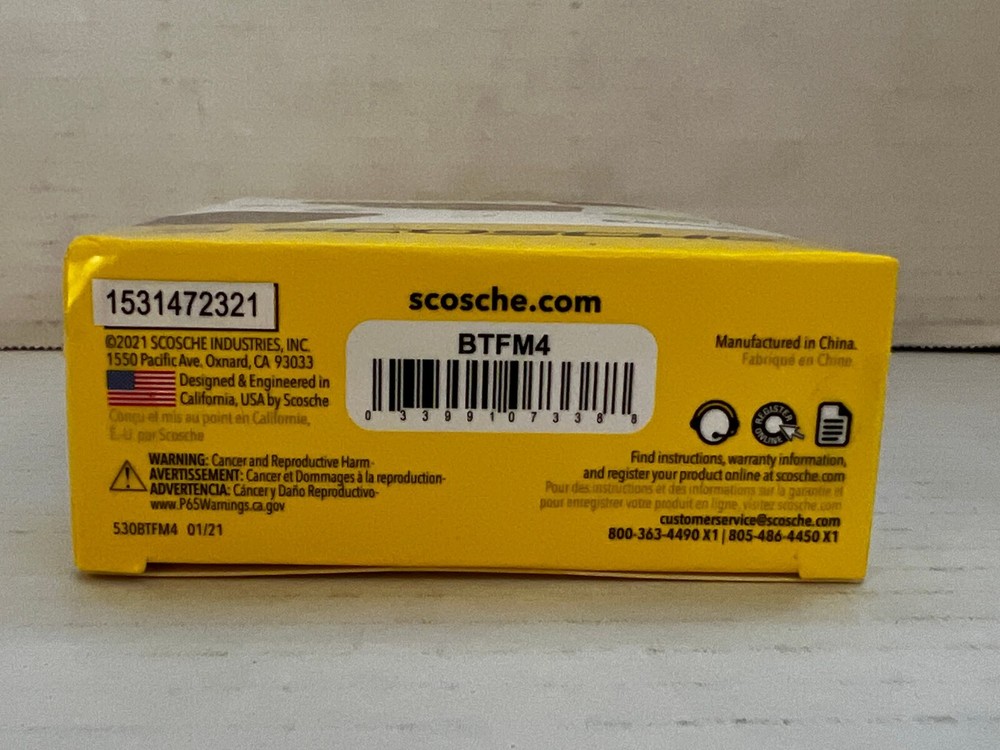 1531472321
scosche.com
©2021 SCOSCHE INDUSTRIES, INC.
1550 Pacific Ave. Oxnard, CA 93033
Designed & Engineered in
California, USA by Scosche
Conçu et mis au point en Californie,
É.-U. par Scosche
WARNING: Cancer and Reproductive Harm-
AVERTISSEMENT: Cancer et Dommages à la reproduction-
ADVERTENCIA: Cáncer y Daño Reproductivo-
www.P65Warnings.ca.gov
530BTFM4 01/21
BTFM4
0 33991 07338 8
Manufactured in China.
Fabriqué en Chine.
REGISTER ONLINE
Find instructions, warranty information,
and register your product online at scosche.com
Pour des instructions et des informations sur la garantie et
pour enregistrer votre produit en ligne, visitez scosche.com
customerservice@scosche.com
800-363-4490 X1 | 805-486-4450 X1